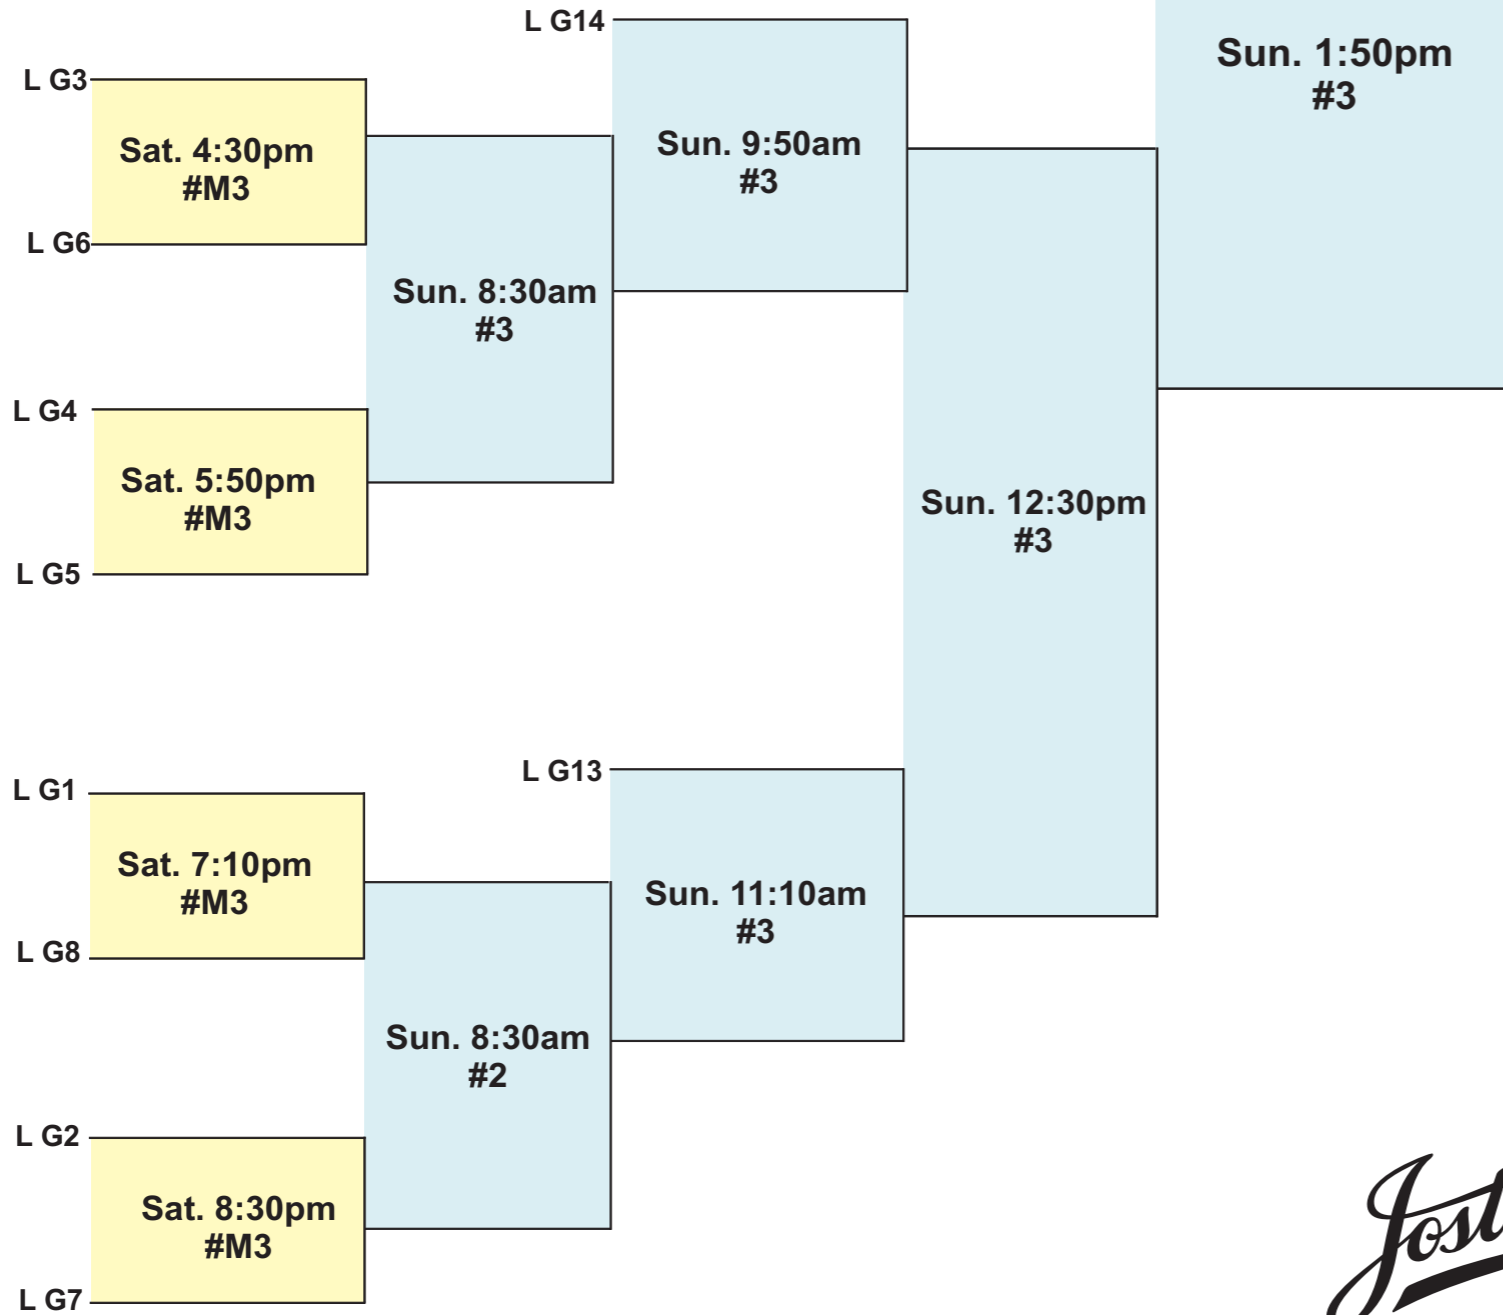 L G14
Sun. 1:50pm
#3
L G3
Sat. 4:30pm
#M3
L G6
Sun. 9:50am
#3
Sun. 8:30am
#3
L G4
Sat. 5:50pm
#M3
L G5
Sun. 12:30pm
#3
L G13
L G1
Sat. 7:10pm
#M3
L G8
Sun. 11:10am
#3
Sun. 8:30am
#2
L G2
Sat. 8:30pm
#M3
L G7
Jost